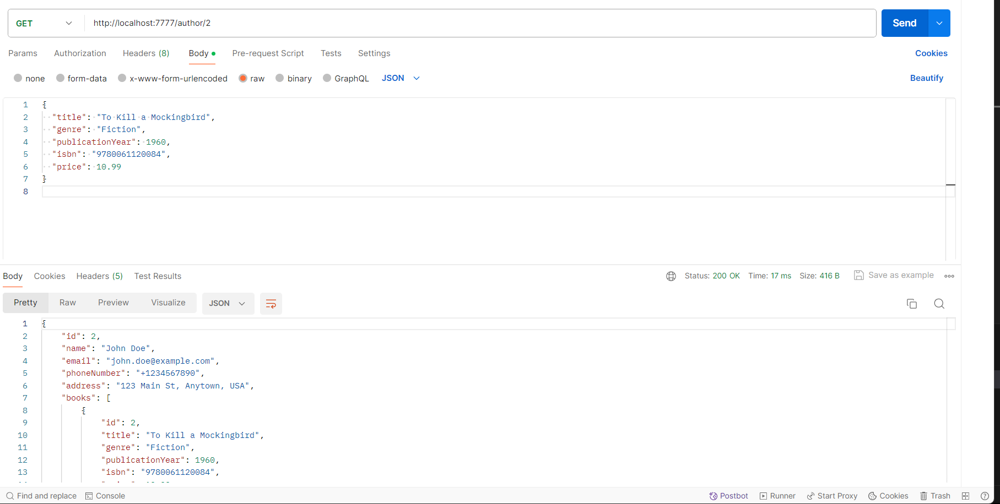 GET http://localhost:7777/author/2 Send
Params Authorization Headers (8) Body Pre-request Script Tests Settings Cookies
none form-data x-www-form-urlencoded raw binary GraphQL JSON Beautify
1 {
2 "title": "To Kill a Mockingbird",
3 "genre": "Fiction",
4 "publicationYear": 1960,
5 "isbn": "9780061120084",
6 "price": 10.99
7 }
8
Body Cookies Headers (5) Test Results Status: 200 OK Time: 17 ms Size: 416 B Save as example
Pretty Raw Preview Visualize JSON
1 {
2 "id": 2,
3 "name": "John Doe",
4 "email": "john.doe@example.com",
5 "phoneNumber": "+1234567890",
6 "address": "123 Main St, Anytown, USA",
7 "books": [
8 {
9 "id": 2,
10 "title": "To Kill a Mockingbird",
11 "genre": "Fiction",
12 "publicationYear": 1960,
13 "isbn": "9780061120084",
Find and replace Console Postbot Runner Start Proxy Cookies Trash